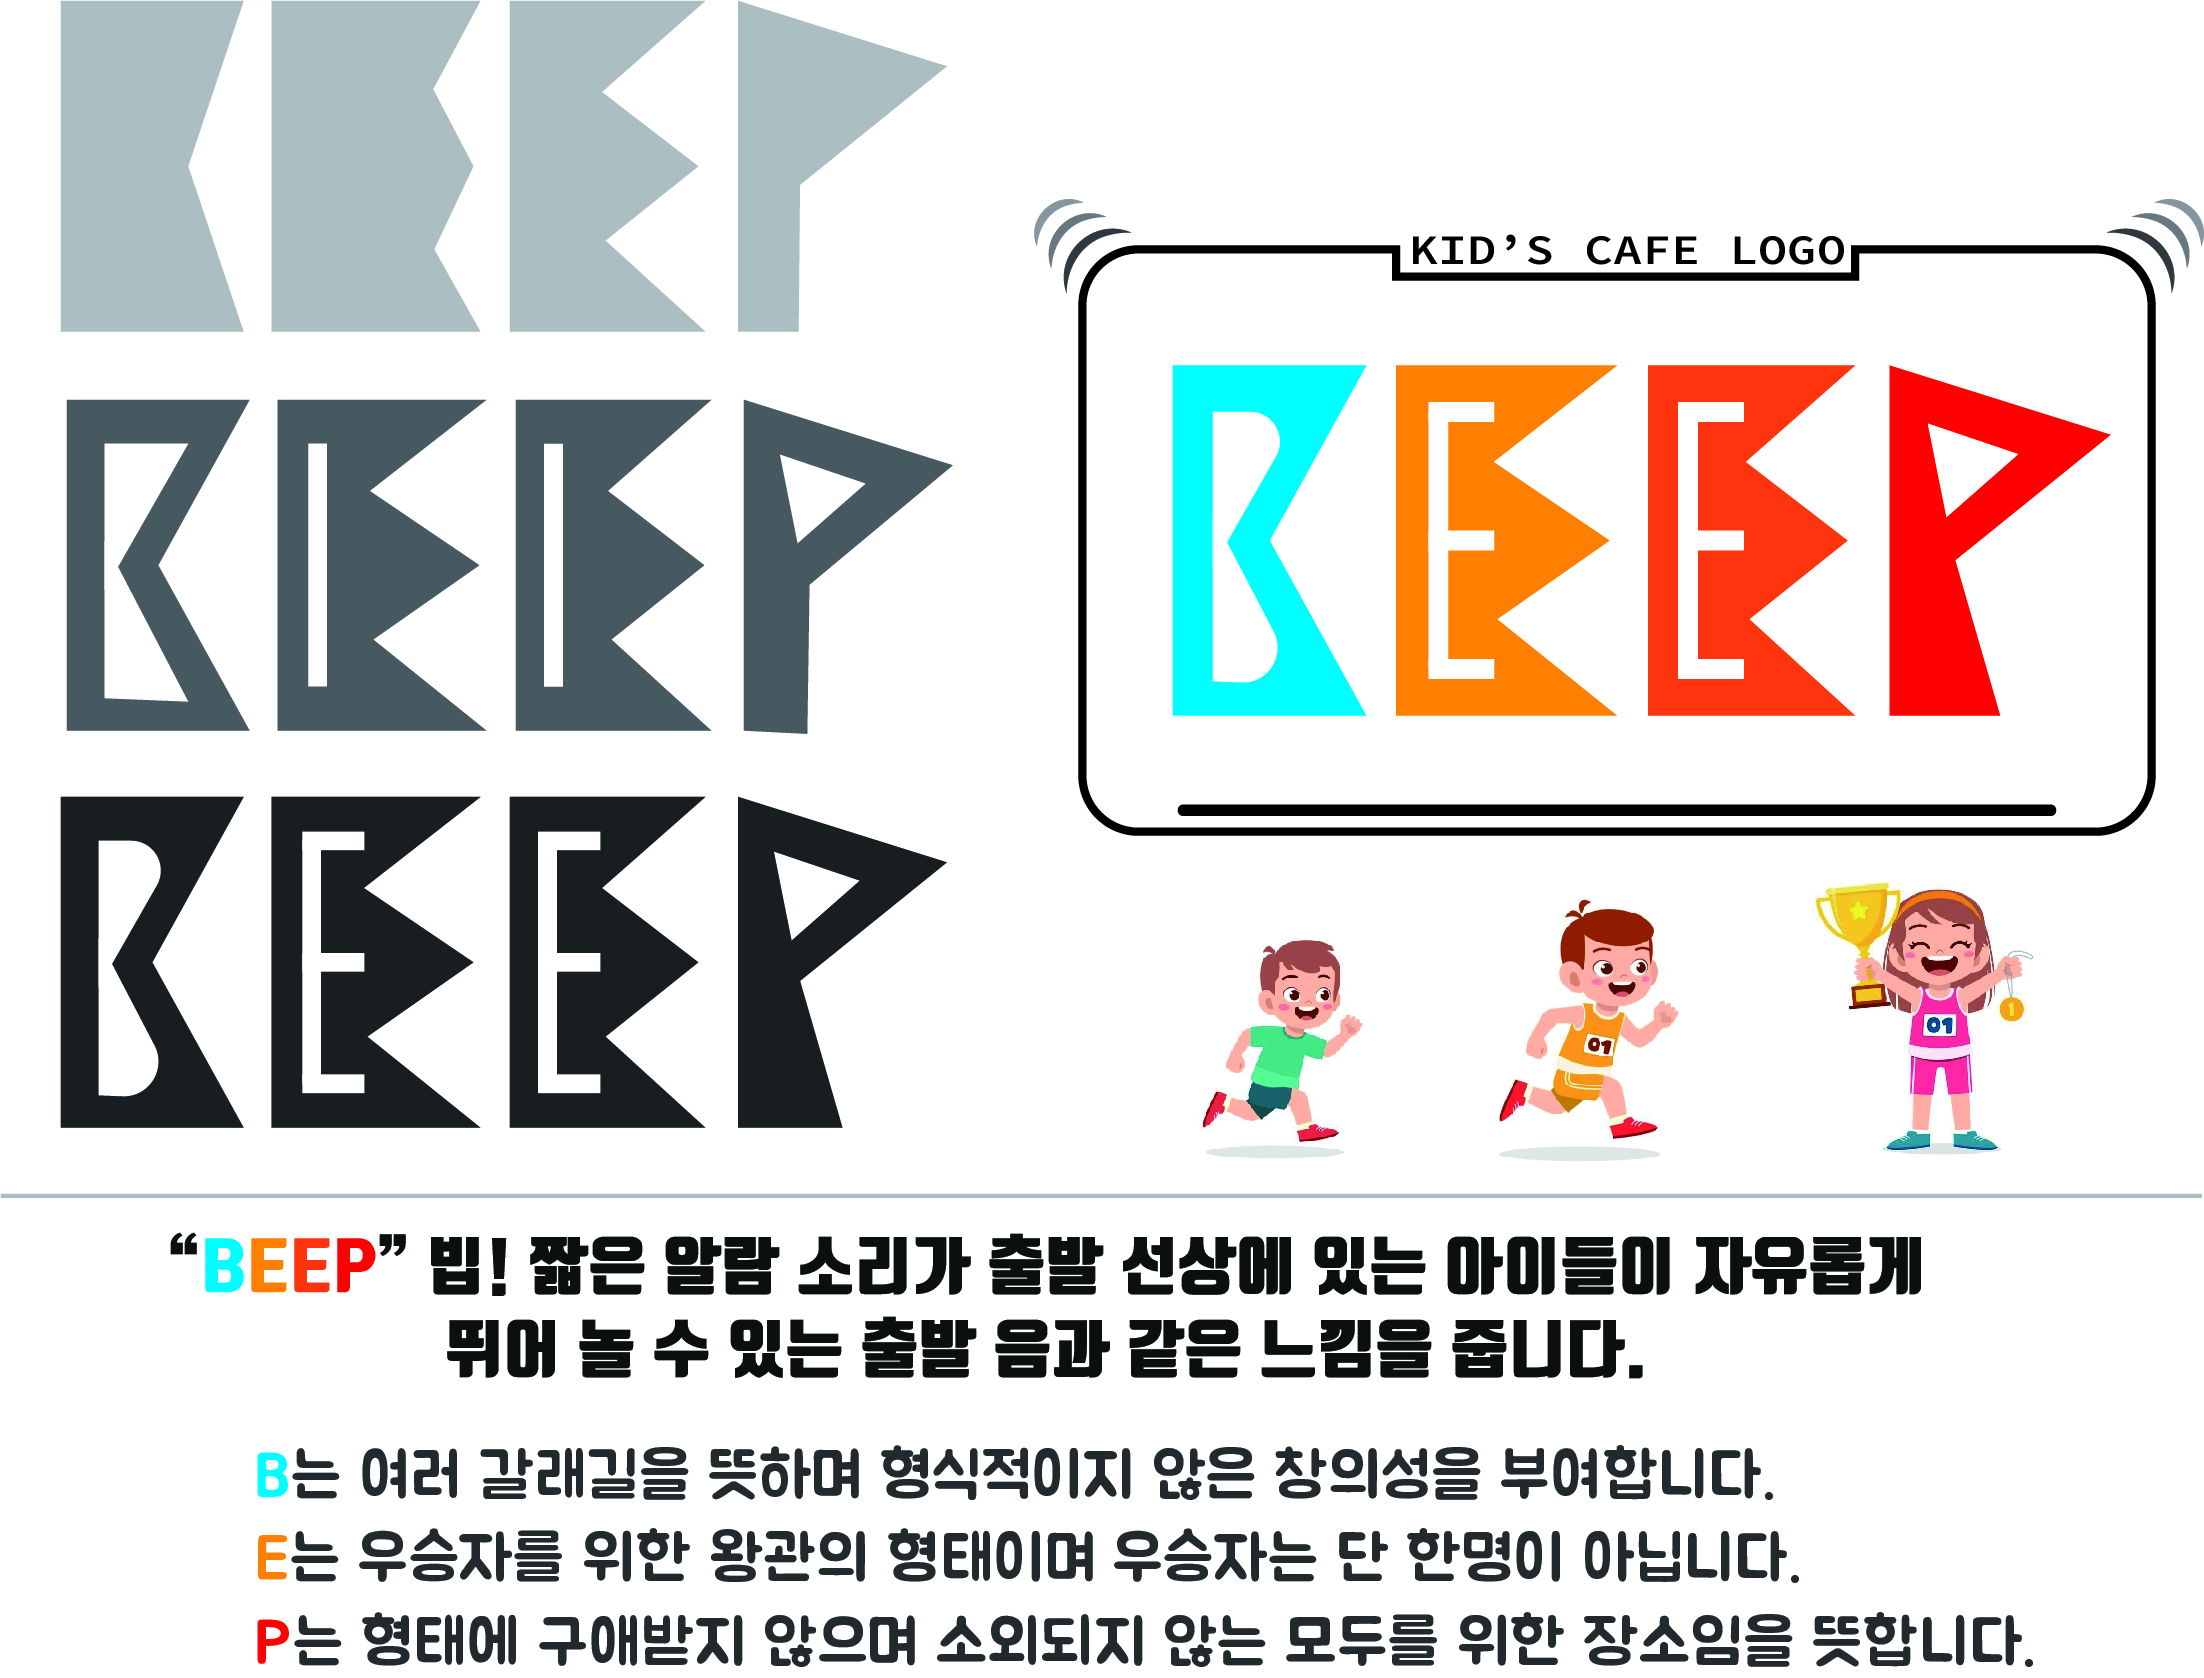 BEEP
BEEP
BEEP
KID'S CAFE LOGO
BEEP
01
01
1
“BEEP” 빕! 짧은 알람 소리가 출발 선상에 있는 아이들이 자유롭게
뛰어 놀 수 있는 출발 음과 같은 느낌을 줍니다.
B는 여러 갈래길을 뜻하며 형식적이지 않은 창의성을 부여합니다.
E는 우승자를 위한 왕관의 형태이며 우승자는 단 한명이 아닙니다.
P는 형태에 구애받지 않으며 소외되지 않는 모두를 위한 장소임을 뜻합니다.